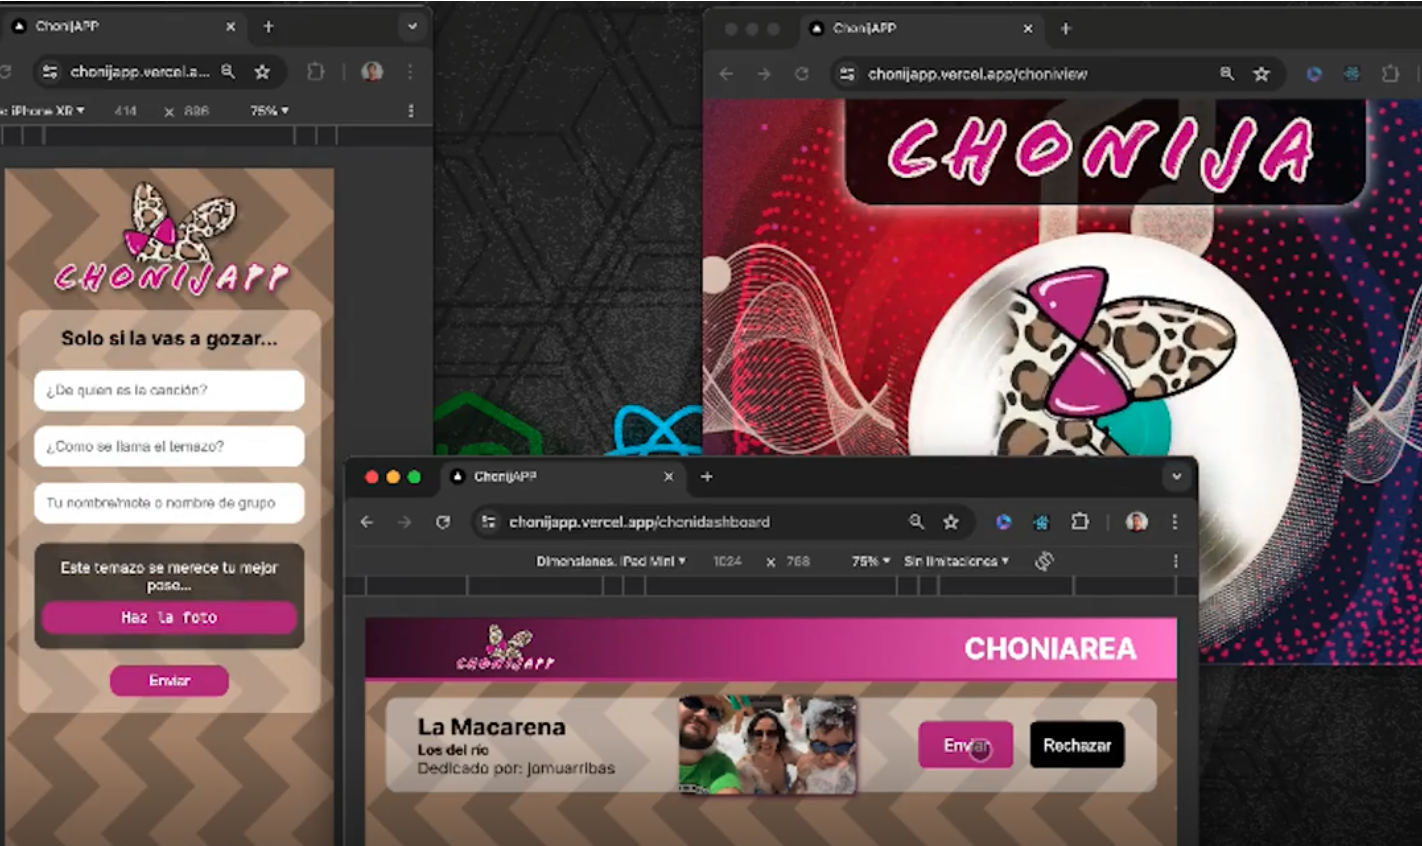 ChonijAPP
chonijapp.vercel.a...
iPhone XR
414 x 896
75%
CHONIJAPP
Solo si la vas a gozar...
¿De quien es la canción?
¿Como se llama el temazo?
Tu nombre/mote o nombre de grupo
Este temazo se merece tu mejor
pose...
Haz la foto
Enviar
ChonijAPP
chonijapp.vercel.app/choniview
CHONIJA
ChonijAPP
chonijapp.vercel.app/chonidashboard
Dimensiones: iPad Mini 1024 x 768 75% Sin limitaciones
CHONIJAPP
CHONIAREA
La Macarena
Los del río
Dedicado por: jamuarribas
Enviar
Rechazar